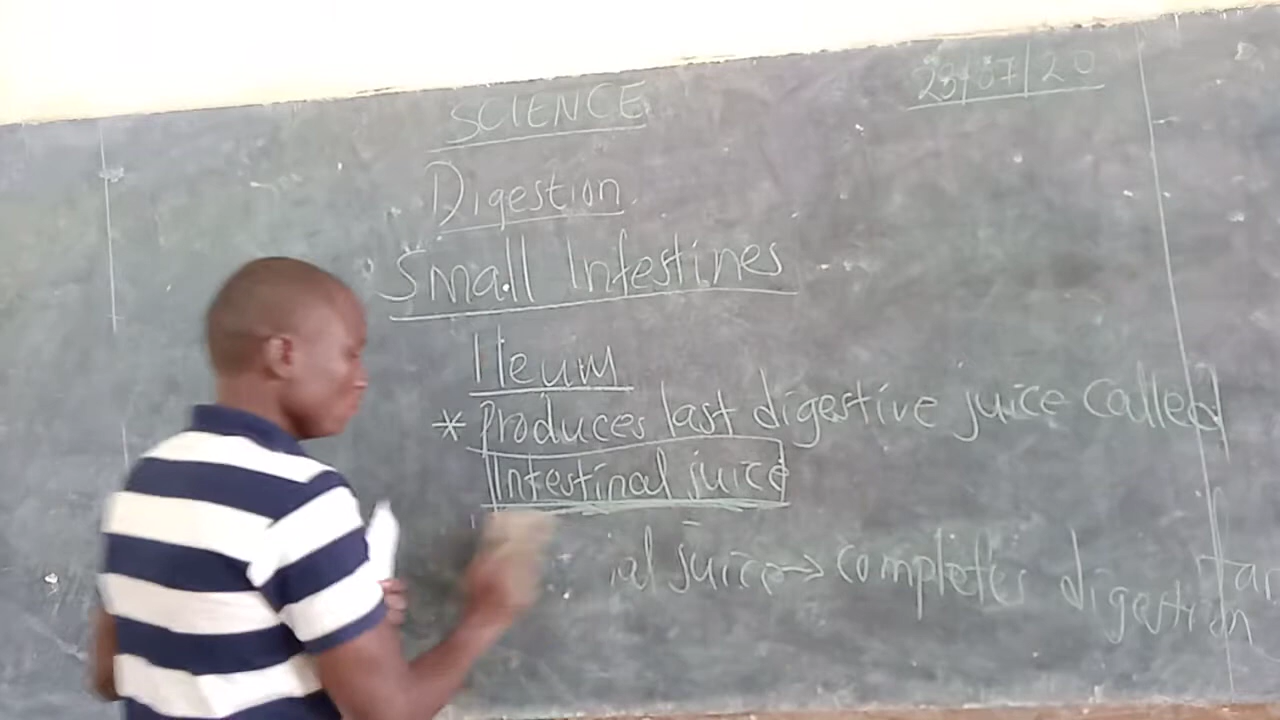 SCIENCE
23/07/20
Digestion
Small Intestines
Ileum
* Produces last digestive juice called
Intestinal juice
al juice → completes digestion